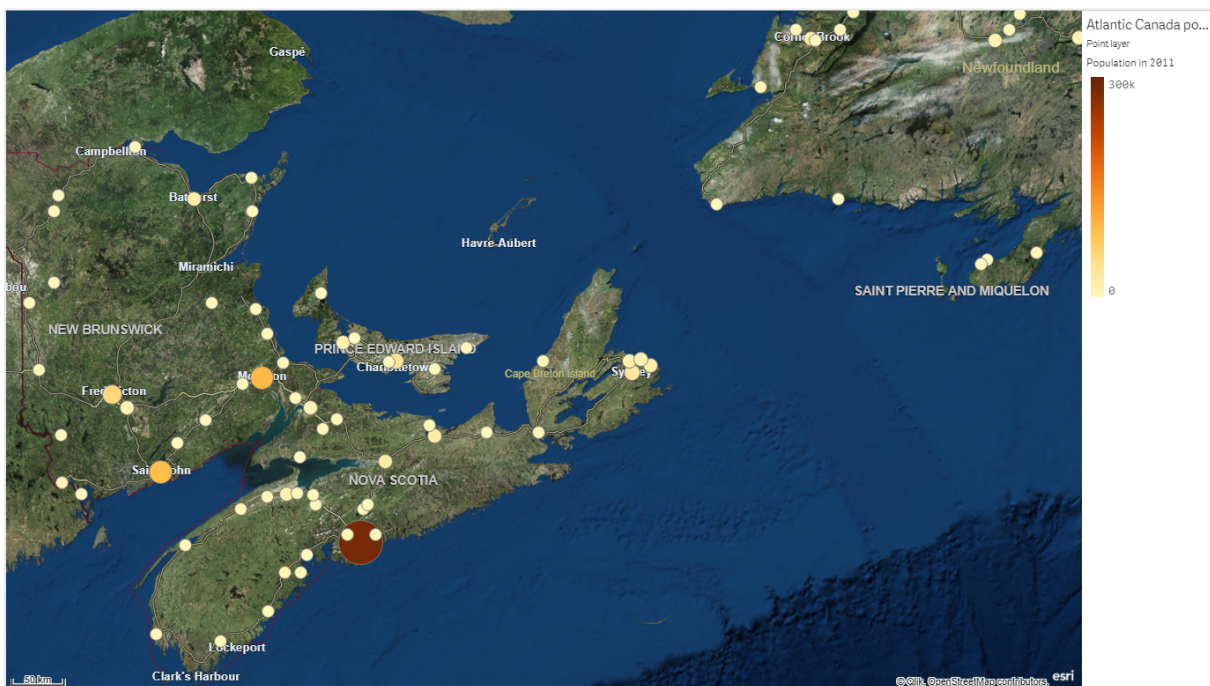 Atlantic Canada po...
Point layer
Population in 2011
300k
0
Gaspé
Corner Brook
Newfoundland
Campbellton
Bathurst
Havre-Aubert
Miramichi
bou
SAINT PIERRE AND MIQUELON
NEW BRUNSWICK
PRINCE EDWARD ISLAND
Charlottetown
Cape Breton Island
Sydney
Moncton
Fredericton
Saint John
NOVA SCOTIA
Lockeport
Clark's Harbour
50 km
© Qlik, OpenStreetMap contributors,
esri